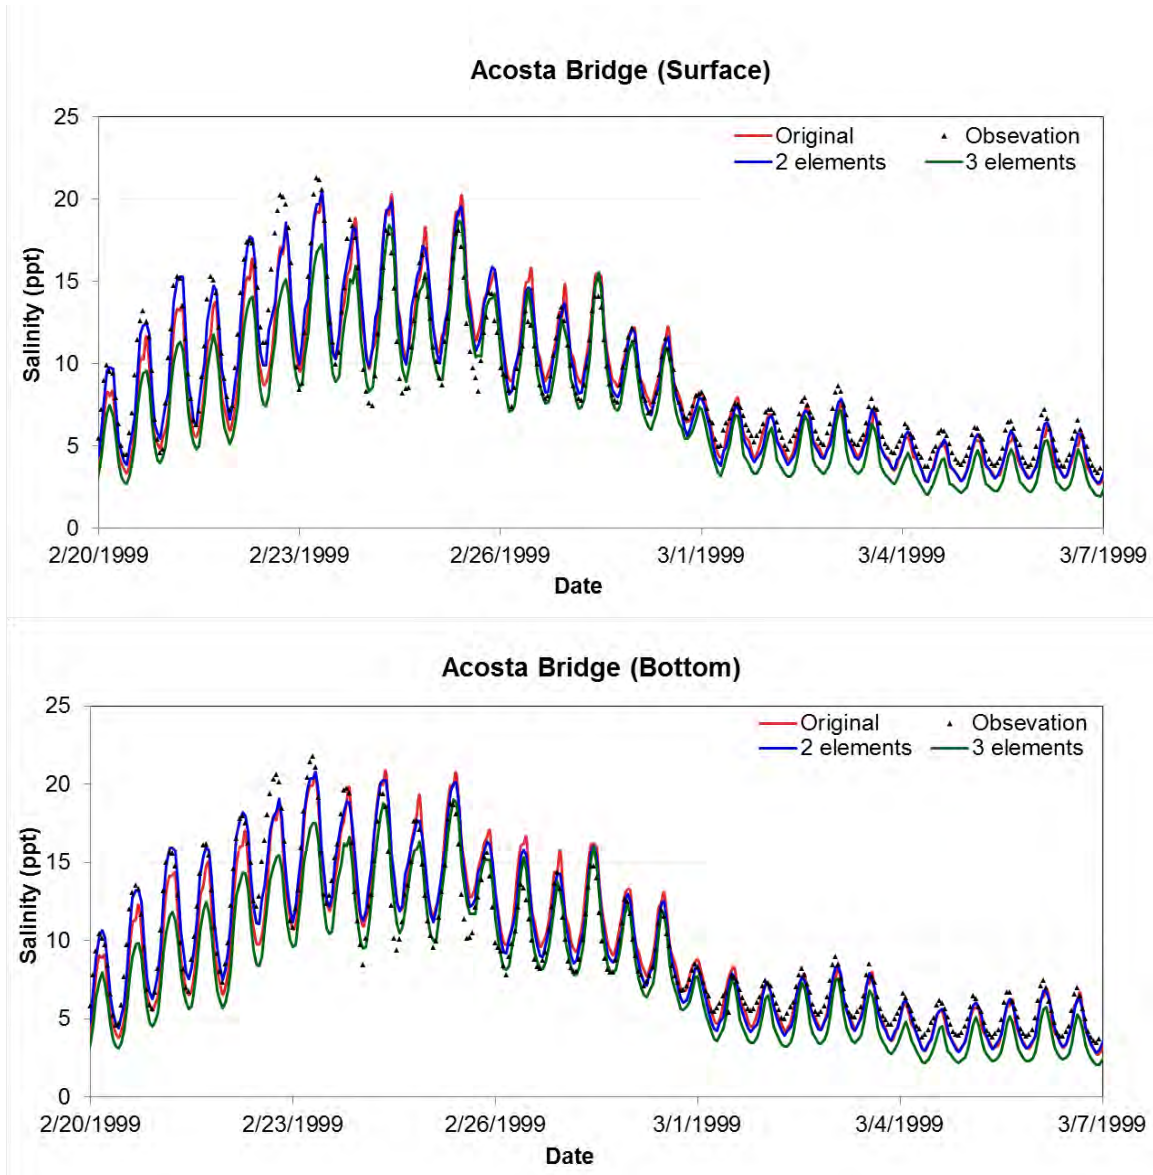 Acosta Bridge (Surface)
25
20
15
10
5
0
Salinity (ppt)
Original
Obsevation
2 elements
3 elements
2/20/1999
2/23/1999
2/26/1999
3/1/1999
3/4/1999
3/7/1999
Date
Acosta Bridge (Bottom)
25
20
15
10
5
0
Salinity (ppt)
Original
Obsevation
2 elements
3 elements
2/20/1999
2/23/1999
2/26/1999
3/1/1999
3/4/1999
3/7/1999
Date